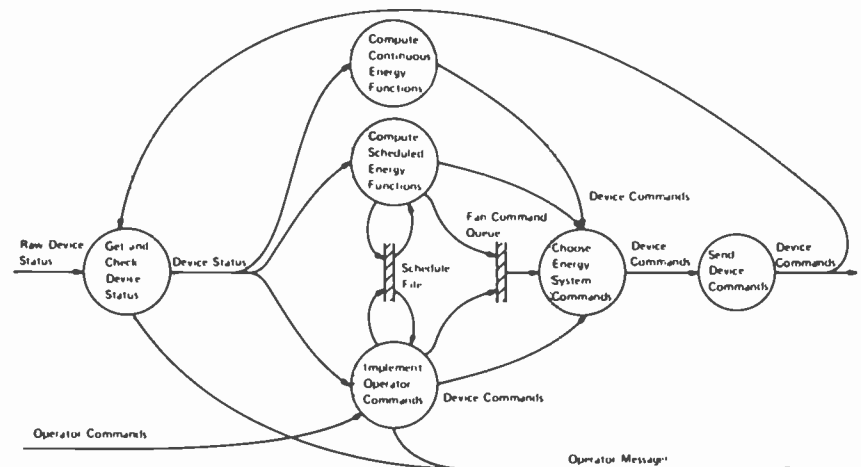 Compute
Continuous
Energy
Functions
Compute
Scheduled
Energy
Functions
Device Commands
Fan Command
Queue
Raw Device
Status
Get and
Check
Device
Status
Device Status
Schedule
File
Choose
Energy
System
Commands
Device
Commands
Send
Device
Commands
Device
Commands
Implement
Operator
Commands
Device Commands
Operator Commands
Operator Messages